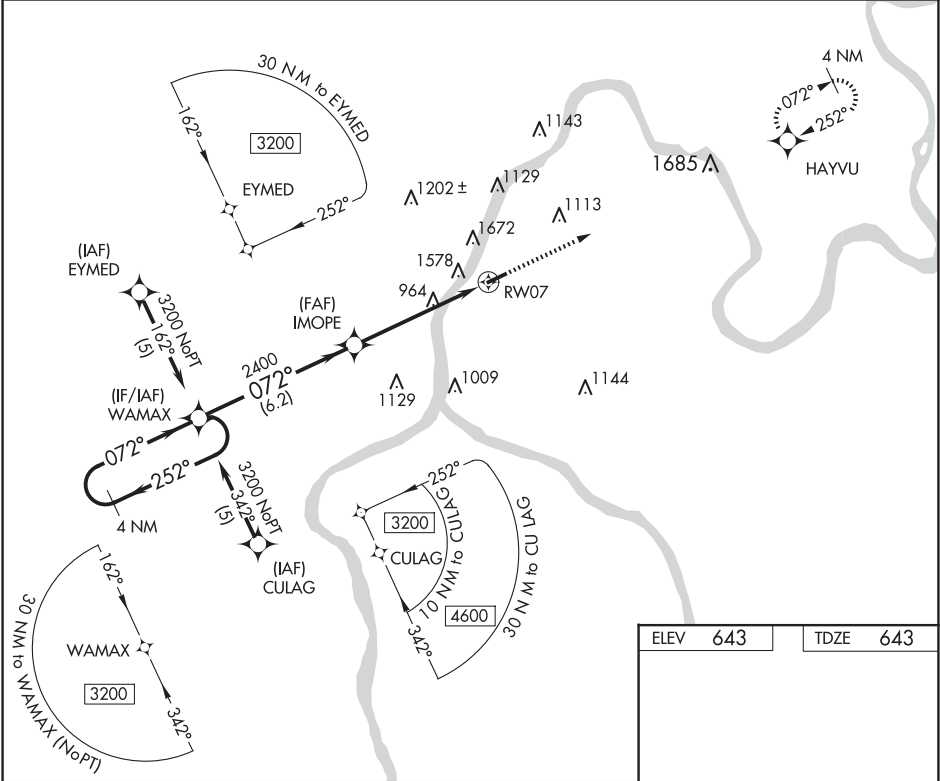 30 NM to EYMED
162°
3200
EYMED
252°
4 NM
072°
252°
HAYVU
1143
1685
1202 ±
1129
1113
1672
1578
964
RW07
(IAF)
EYMED
3200 NoPT
162°
(5)
(FAF)
IMOPE
2400
072°
(6.2)
(IF/IAF)
WAMAX
1129
1009
1144
072°
252°
4 NM
3200 NoPT
342°
(5)
(IAF)
CULAG
252°
3200
CULAG
10 NM to CULAG
4600
30 NM to CULAG
342°
162°
WAMAX
3200
342°
30 NM to WAMAX (NoPT)
ELEV 643
TDZE 643